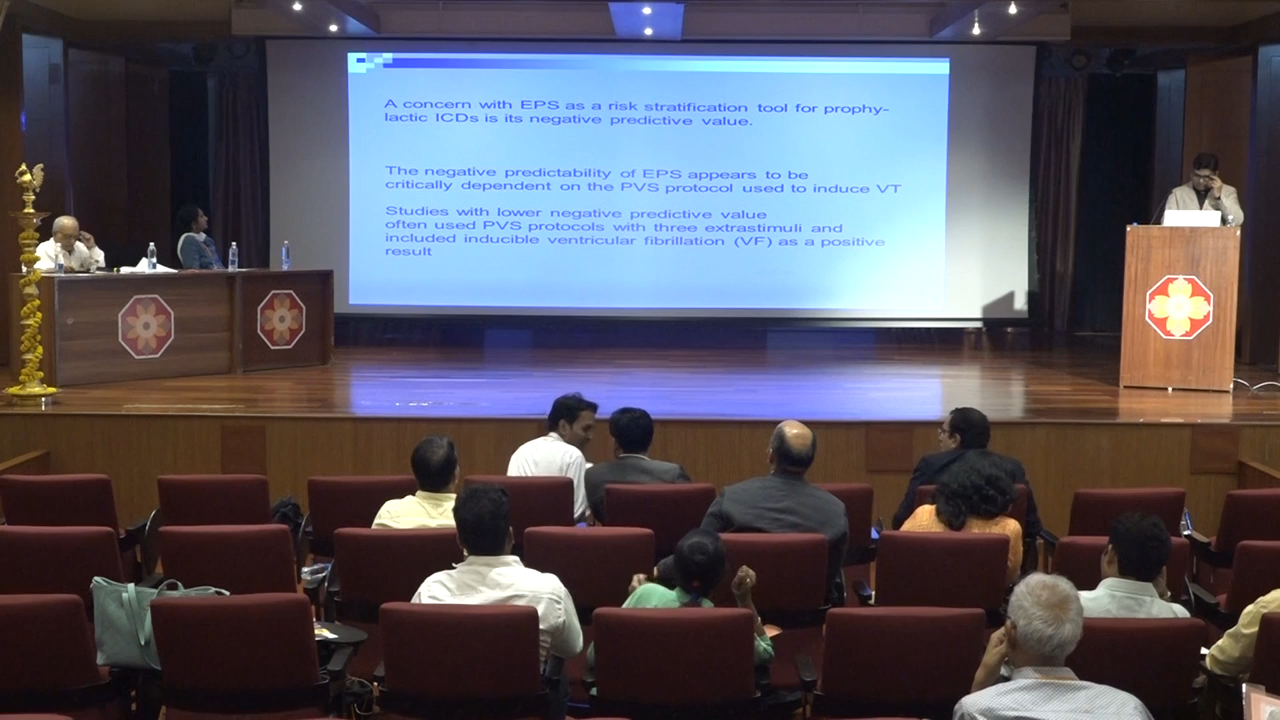 A concern with EPS as a risk stratification tool for prophy-
lactic ICDs is its negative predictive value.
The negative predictability of EPS appears to be
critically dependent on the PVS protocol used to induce VT
Studies with lower negative predictive value
often used PVS protocols with three extrastimuli and
included inducible ventricular fibrillation (VF) as a positive
result